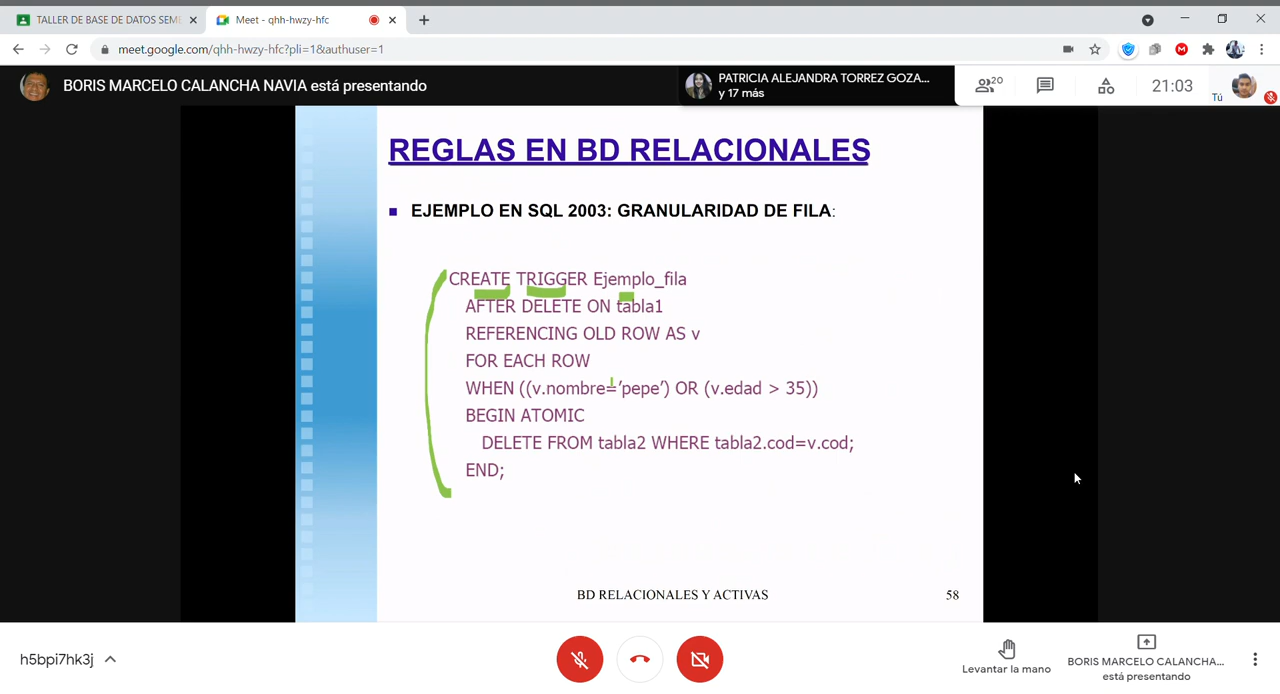 TALLER DE BASE DE DATOS SEME
Meet - qhh-hwzy-hfc
meet.google.com/qhh-hwzy-hfc?pli=1&authuser=1
BORIS MARCELO CALANCHA NAVIA está presentando
PATRICIA ALEJANDRA TORREZ GOZA...
y 17 más
20
21:03
Tú
REGLAS EN BD RELACIONALES
EJEMPLO EN SQL 2003: GRANULARIDAD DE FILA:
CREATE TRIGGER Ejemplo_fila
AFTER DELETE ON tabla1
REFERENCING OLD ROW AS v
FOR EACH ROW
WHEN ((v.nombre='pepe') OR (v.edad > 35))
BEGIN ATOMIC
DELETE FROM tabla2 WHERE tabla2.cod=v.cod;
END;
BD RELACIONALES Y ACTIVAS
58
h5bpi7hk3j
Levantar la mano
BORIS MARCELO CALANCHA...
está presentando